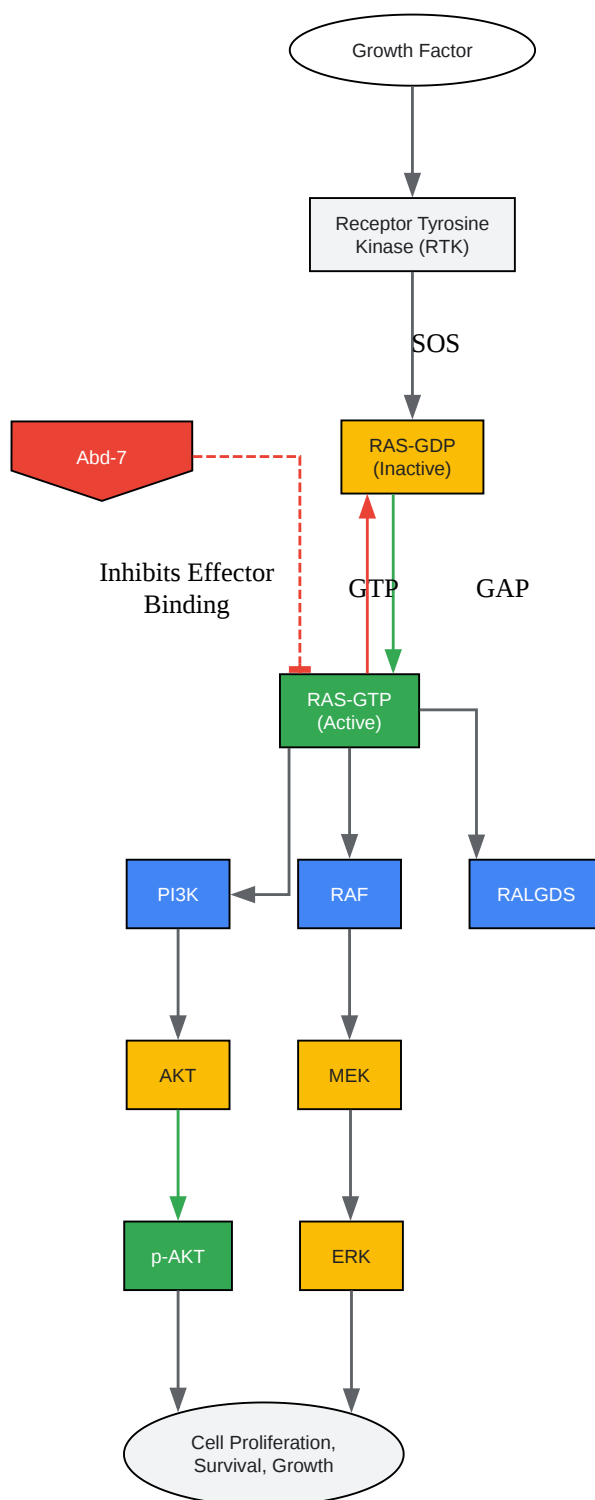 Growth Factor
Receptor Tyrosine
Kinase (RTK)
SOS
Abd-7
RAS-GDP
(Inactive)
Inhibits Effector
Binding
GTP
GAP
RAS-GTP
(Active)
PI3K
RAF
RALGDS
AKT
MEK
p-AKT
ERK
Cell Proliferation,
Survival, Growth